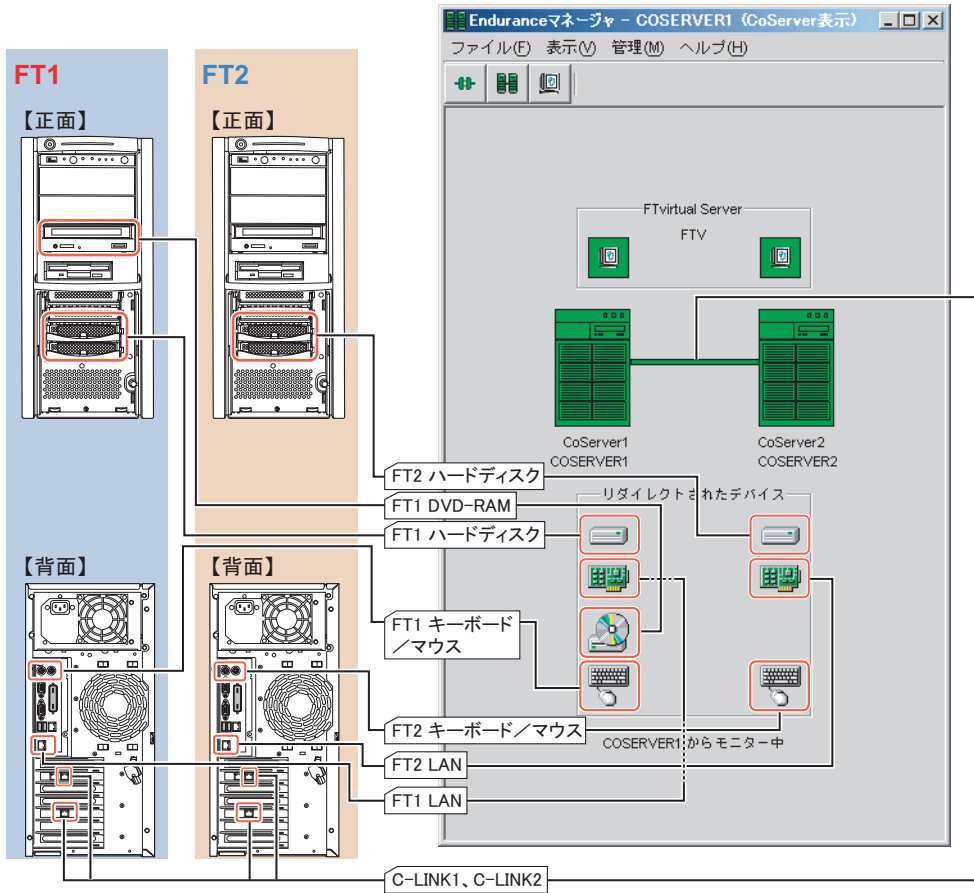 FT1
FT2
【正面】
【正面】
【背面】
【背面】
Enduranceマネージャ - COSERVER1 (CoServer表示)
ファイル(F) 表示(V) 管理(M) ヘルプ(H)
FTvirtual Server
FTV
CoServer1
COSERVER1
CoServer2
COSERVER2
リダイレクトされたデバイス
COSERVER1からモニター中
FT2 ハードディスク
FT1 DVD-RAM
FT1 ハードディスク
FT1 キーボード
／マウス
FT2 キーボード／マウス
FT2 LAN
FT1 LAN
C-LINK1、C-LINK2